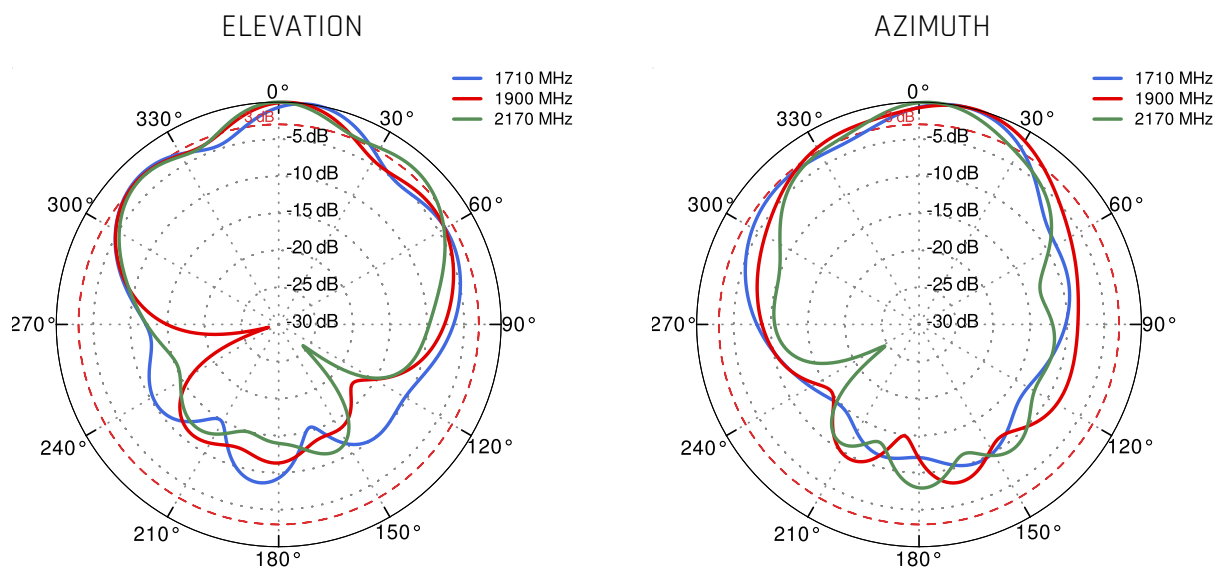 ELEVATION
1710 MHz
1900 MHz
2170 MHz
0°
30°
60°
90°
120°
150°
180°
210°
240°
270°
300°
330°
3 dB
-5 dB
-10 dB
-15 dB
-20 dB
-25 dB
-30 dB
AZIMUTH
1710 MHz
1900 MHz
2170 MHz
0°
30°
60°
90°
120°
150°
180°
210°
240°
270°
300°
330°
3 dB
-5 dB
-10 dB
-15 dB
-20 dB
-25 dB
-30 dB